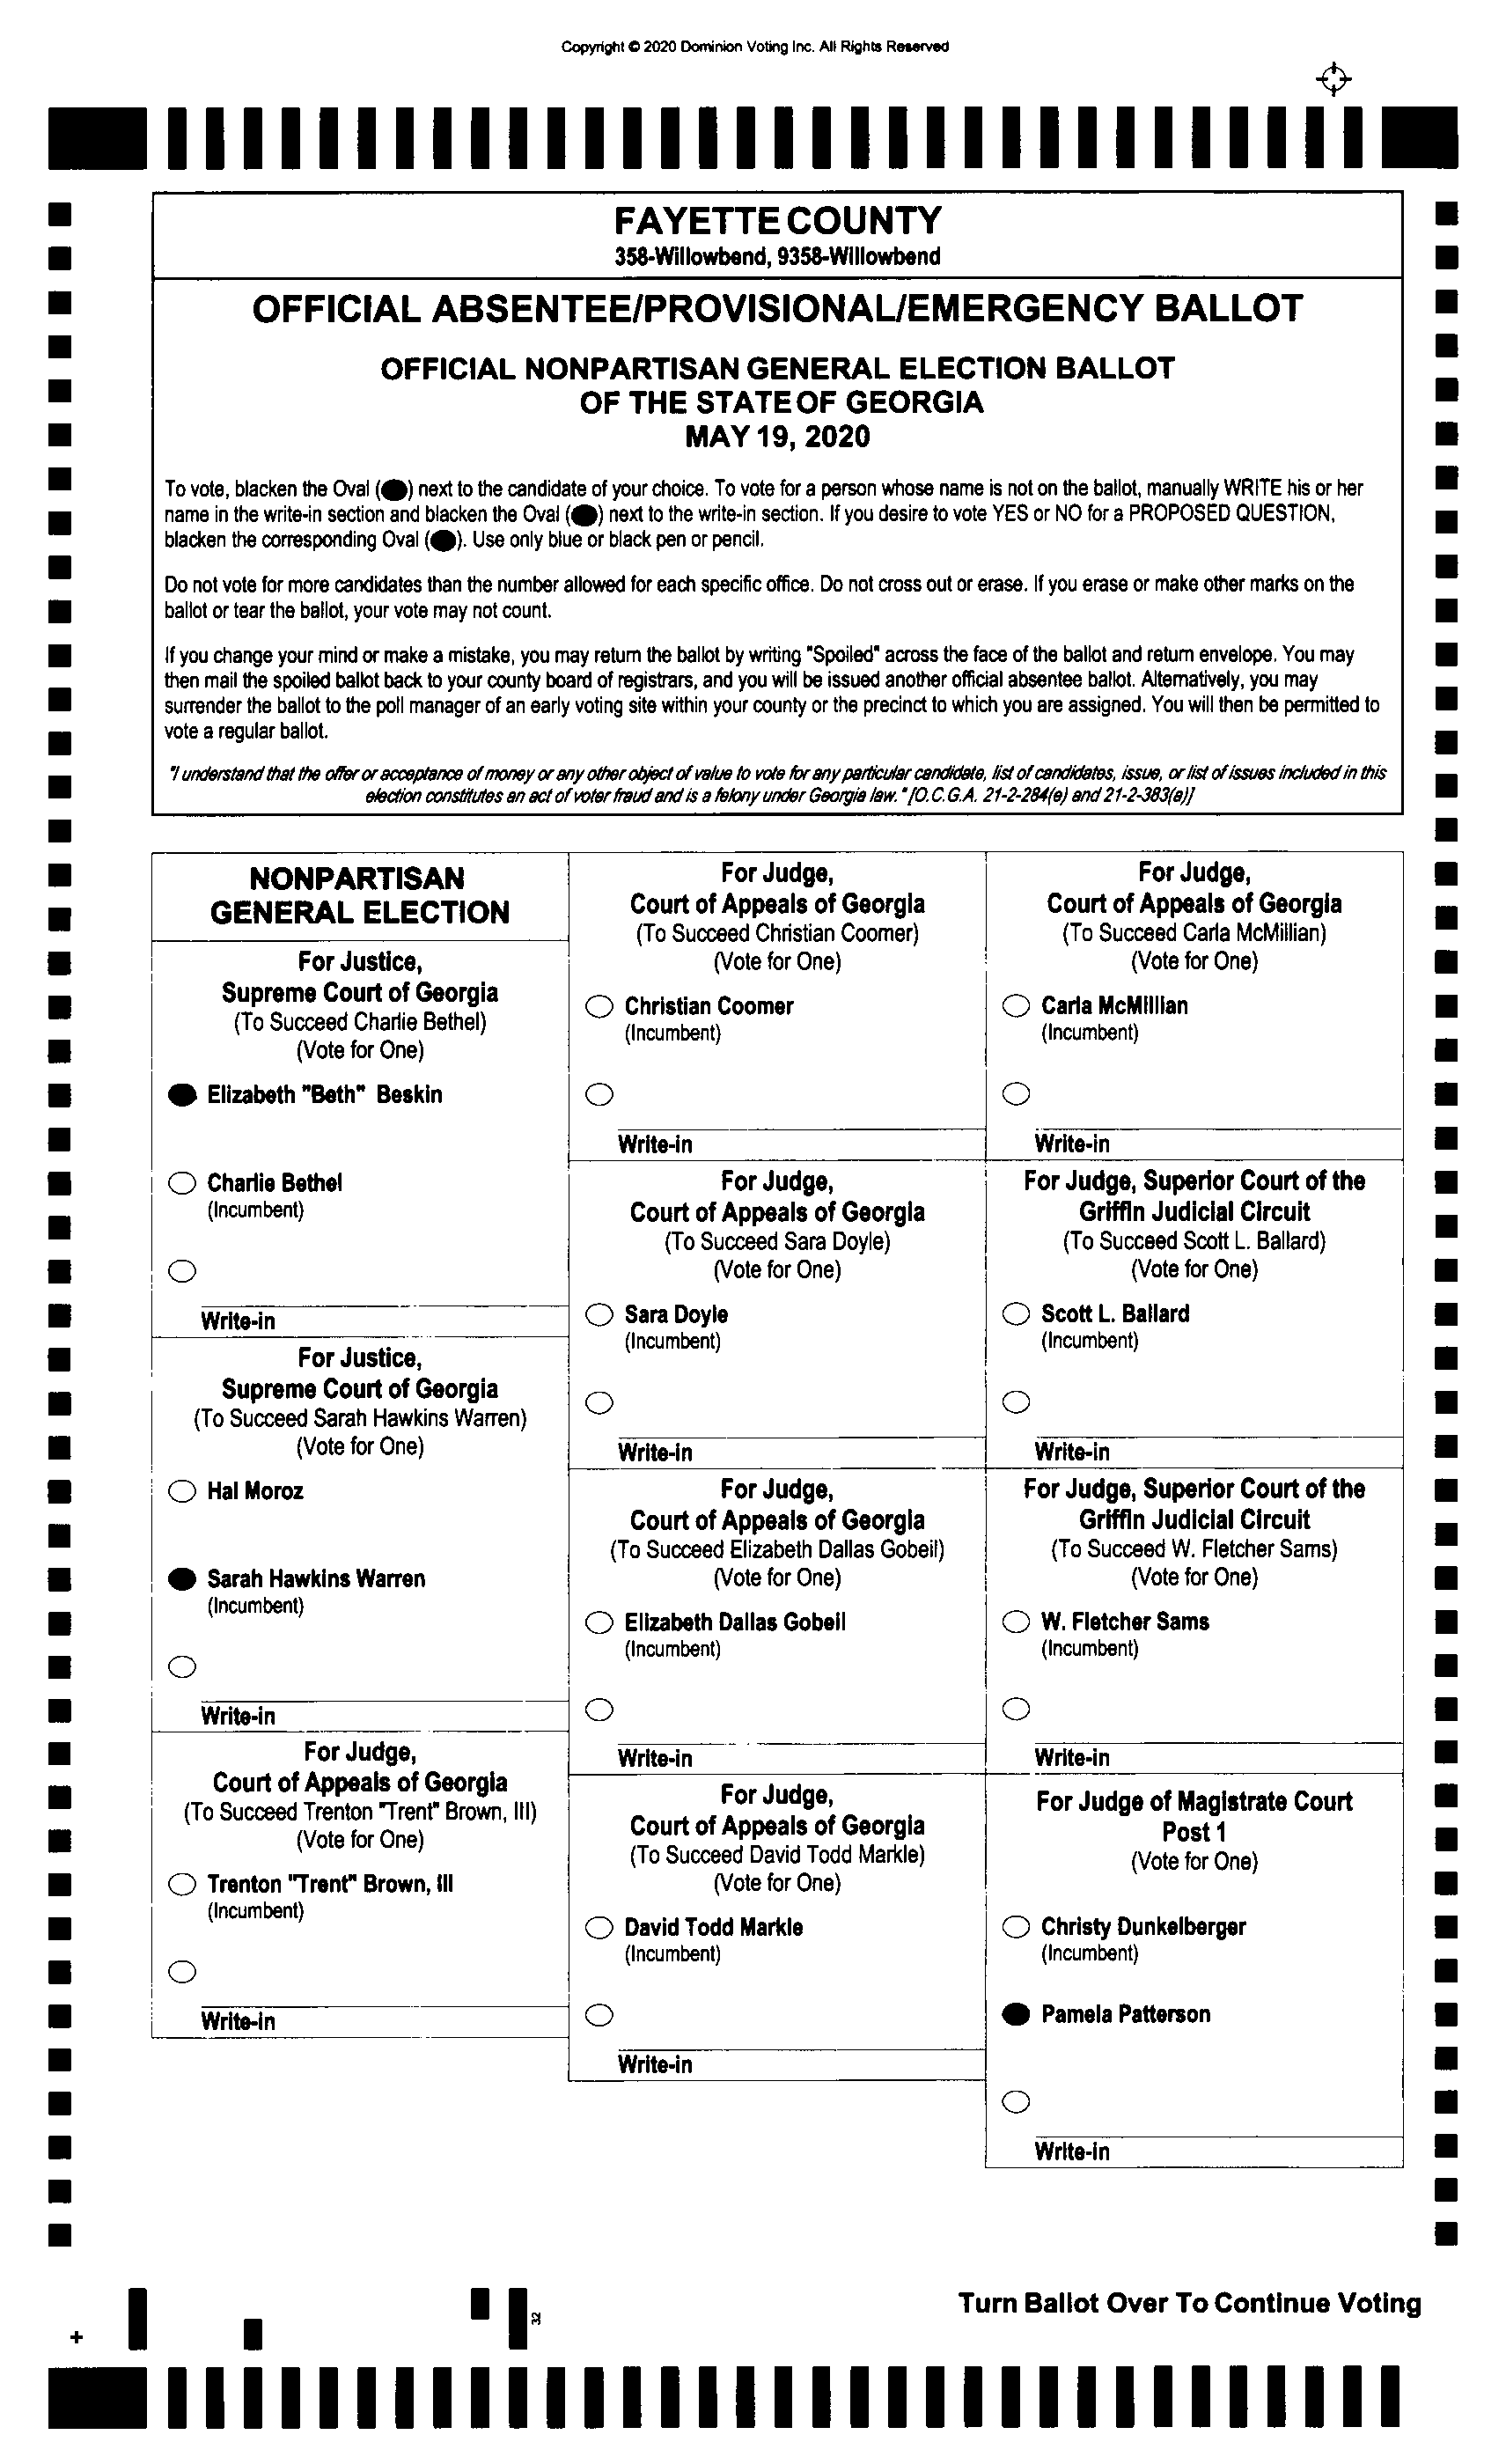 Copyright © 2020 Dominion Voting Inc. All Rights Reserved
FAYETTE COUNTY
358-Willowbend, 9358-Willowbend
OFFICIAL ABSENTEE/PROVISIONAL/EMERGENCY BALLOT
OFFICIAL NONPARTISAN GENERAL ELECTION BALLOT
OF THE STATE OF GEORGIA
MAY 19, 2020
To vote, blacken the Oval ( ) next to the candidate of your choice. To vote for a person whose name is not on the ballot, manually WRITE his or her
name in the write-in section and blacken the Oval ( ) next to the write-in section. If you desire to vote YES or NO for a PROPOSED QUESTION,
blacken the corresponding Oval ( ). Use only blue or black pen or pencil.
Do not vote for more candidates than the number allowed for each specific office. Do not cross out or erase. If you erase or make other marks on the
ballot or tear the ballot, your vote may not count.
If you change your mind or make a mistake, you may return the ballot by writing "Spoiled" across the face of the ballot and return envelope. You may
then mail the spoiled ballot back to your county board of registrars, and you will be issued another official absentee ballot. Alternatively, you may
surrender the ballot to the poll manager of an early voting site within your county or the precinct to which you are assigned. You will then be permitted to
vote a regular ballot.
"I understand that the offer or acceptance of money or any other object of value to vote for any particular candidate, list of candidates, issue, or list of issues included in this
election constitutes an act of voter fraud and is a felony under Georgia law." [O.C.G.A. 21-2-284(e) and 21-2-383(a)]
NONPARTISAN
GENERAL ELECTION
For Justice,
Supreme Court of Georgia
(To Succeed Charlie Bethel)
(Vote for One)
Elizabeth "Beth" Beskin
Charlie Bethel
(Incumbent)
Write-in
For Justice,
Supreme Court of Georgia
(To Succeed Sarah Hawkins Warren)
(Vote for One)
Hal Moroz
Sarah Hawkins Warren
(Incumbent)
Write-in
For Judge,
Court of Appeals of Georgia
(To Succeed Trenton "Trent" Brown, III)
(Vote for One)
Trenton "Trent" Brown, III
(Incumbent)
Write-in
For Judge,
Court of Appeals of Georgia
(To Succeed Christian Coomer)
(Vote for One)
Christian Coomer
(Incumbent)
Write-in
For Judge,
Court of Appeals of Georgia
(To Succeed Sara Doyle)
(Vote for One)
Sara Doyle
(Incumbent)
Write-in
For Judge,
Court of Appeals of Georgia
(To Succeed Elizabeth Dallas Gobeil)
(Vote for One)
Elizabeth Dallas Gobeil
(Incumbent)
Write-in
For Judge,
Court of Appeals of Georgia
(To Succeed David Todd Markle)
(Vote for One)
David Todd Markle
(Incumbent)
Write-in
For Judge,
Court of Appeals of Georgia
(To Succeed Carla McMillian)
(Vote for One)
Carla McMillian
(Incumbent)
Write-in
For Judge, Superior Court of the
Griffin Judicial Circuit
(To Succeed Scott L. Ballard)
(Vote for One)
Scott L. Ballard
(Incumbent)
Write-in
For Judge, Superior Court of the
Griffin Judicial Circuit
(To Succeed W. Fletcher Sams)
(Vote for One)
W. Fletcher Sams
(Incumbent)
Write-in
For Judge of Magistrate Court
Post 1
(Vote for One)
Christy Dunkelberger
(Incumbent)
Pamela Patterson
Write-in
Turn Ballot Over To Continue Voting
32
+